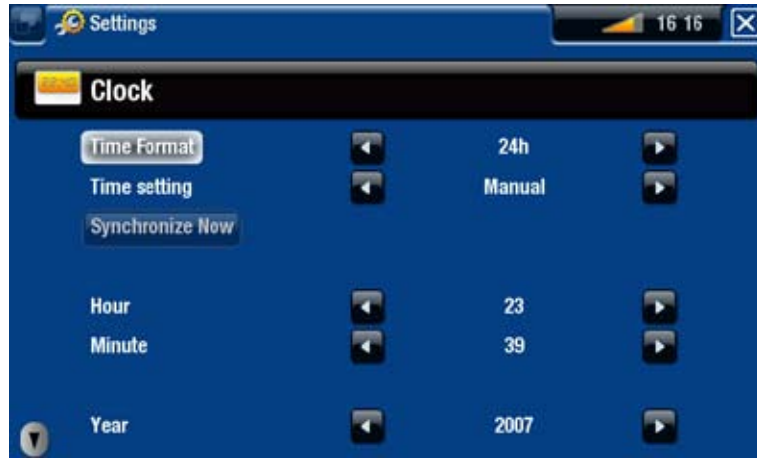 Settings 16 16
Clock
Time Format 24h
Time setting Manual
Synchronize Now
Hour 23
Minute 39
Year 2007